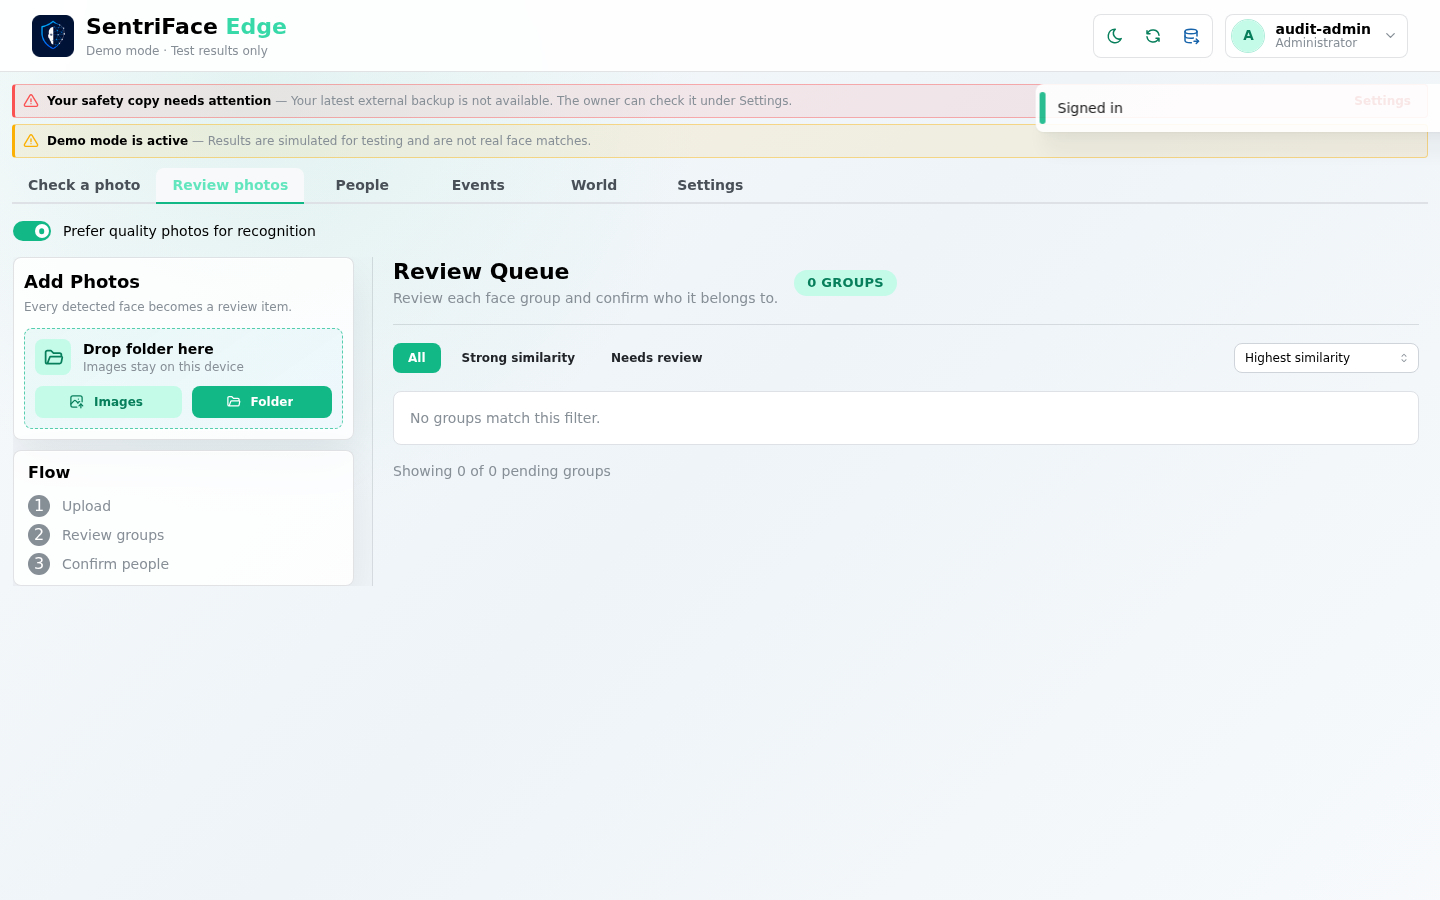 SentriFace Edge
Demo mode · Test results only
A
audit-admin
Administrator
Your safety copy needs attention — Your latest external backup is not available. The owner can check it under Settings.
Settings
Signed in
Demo mode is active — Results are simulated for testing and are not real face matches.
Check a photo
Review photos
People
Events
World
Settings
Prefer quality photos for recognition
Add Photos
Every detected face becomes a review item.
Drop folder here
Images stay on this device
Images
Folder
Flow
1 Upload
2 Review groups
3 Confirm people
Review Queue
Review each face group and confirm who it belongs to.
0 GROUPS
All
Strong similarity
Needs review
Highest similarity
No groups match this filter.
Showing 0 of 0 pending groups